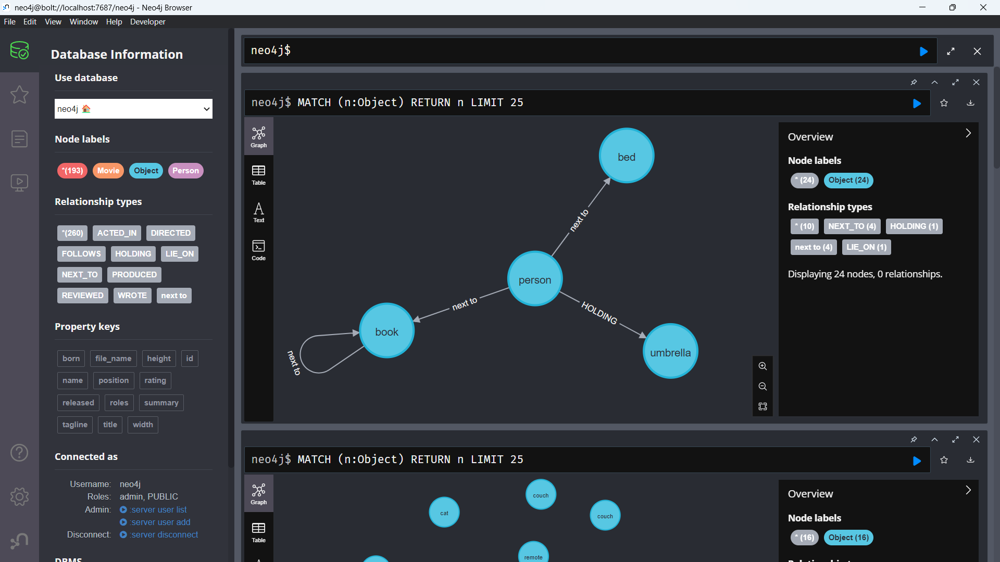 neo4j@bolt://localhost:7687/neo4j - Neo4j Browser
File Edit View Window Help Developer
Database Information
Use database
neo4j
Node labels
*(193) Movie Object Person
Relationship types
*(260) ACTED_IN DIRECTED
FOLLOWS HOLDING LIE_ON
NEXT_TO PRODUCED
REVIEWED WROTE next to
Property keys
born file_name height id
name position rating
released roles summary
tagline title width
Connected as
Username: neo4j
Roles: admin, PUBLIC
Admin: :server user list
:server user add
Disconnect: :server disconnect
DBMS
neo4j$
neo4j$ MATCH (n:Object) RETURN n LIMIT 25
Graph
Table
Text
Code
bed
next to
person
next to
HOLDING
book
next to
umbrella
Overview
Node labels
* (24) Object (24)
Relationship types
* (10) NEXT_TO (4) HOLDING (1)
next to (4) LIE_ON (1)
Displaying 24 nodes, 0 relationships.
neo4j$ MATCH (n:Object) RETURN n LIMIT 25
Graph
Table
couch
cat
couch
remote
Overview
Node labels
* (16) Object (16)